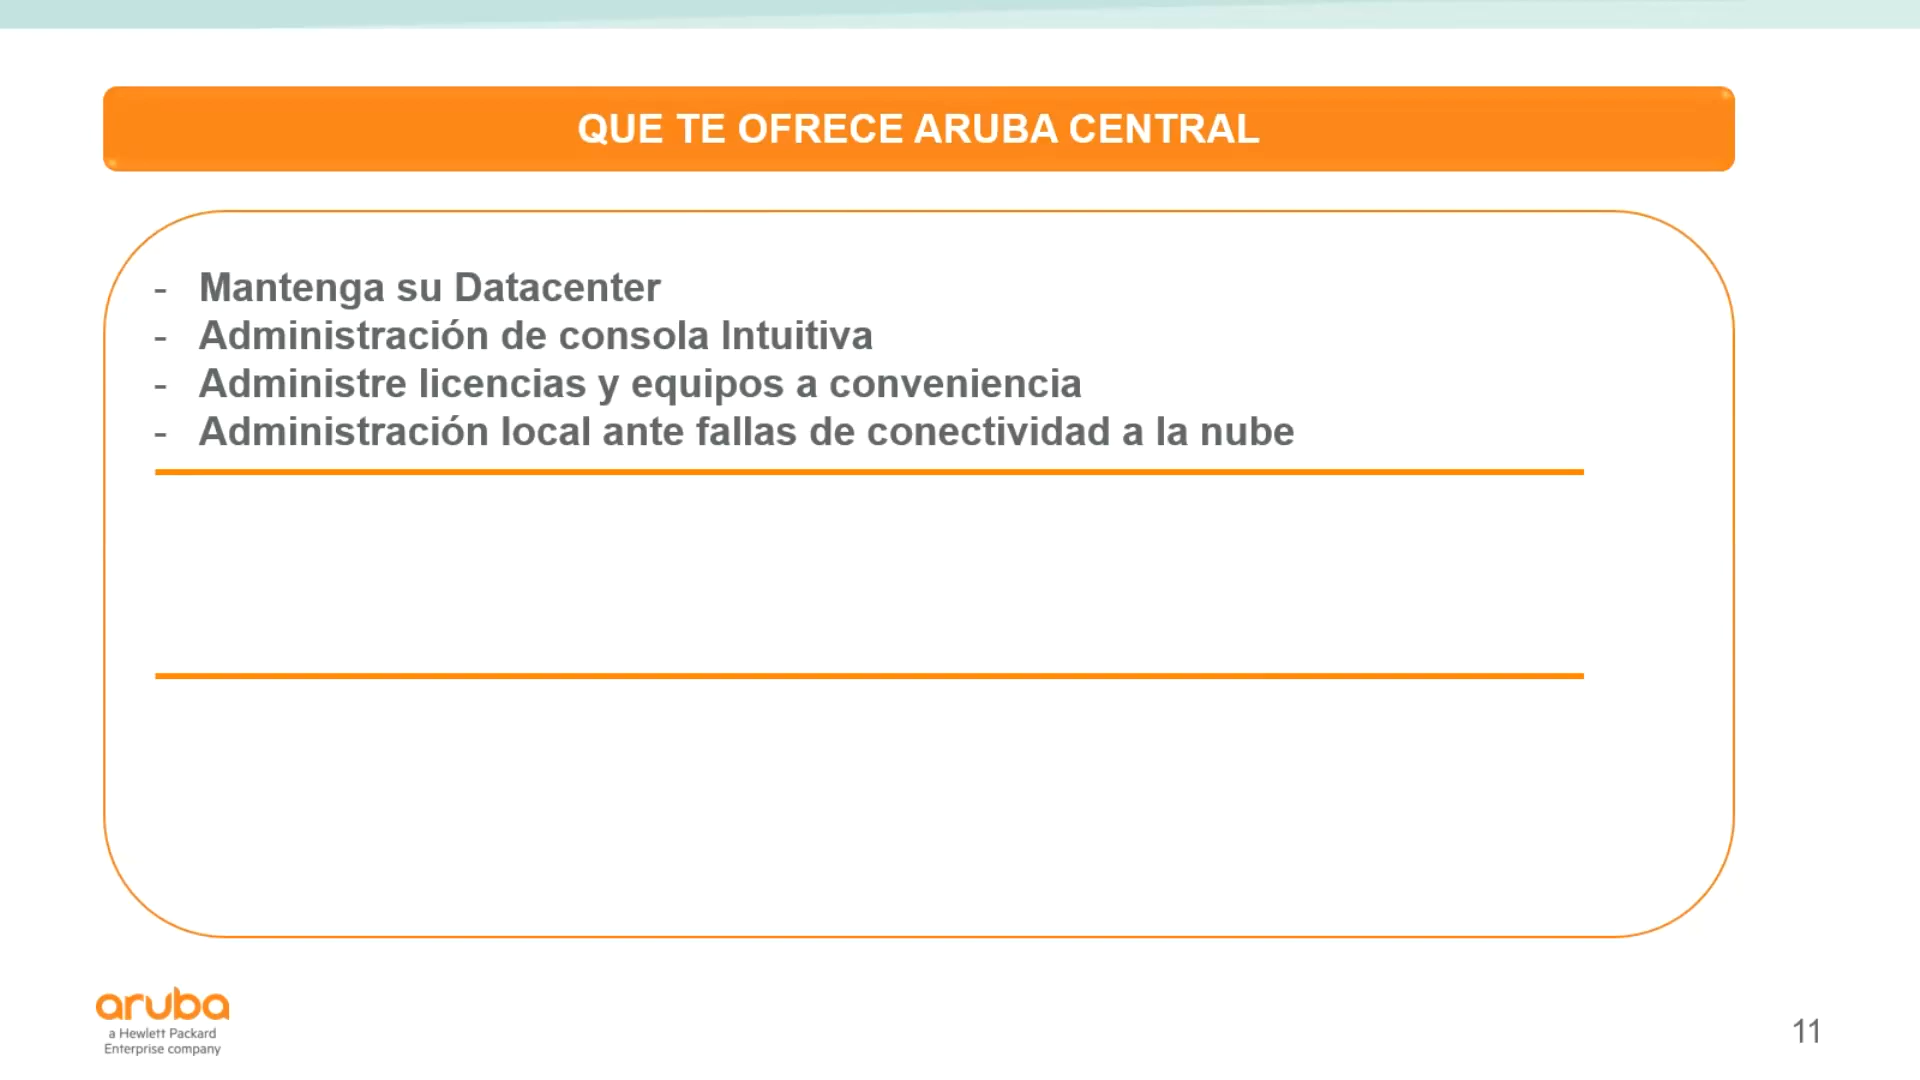 QUE TE OFRECE ARUBA CENTRAL
- Mantenga su Datacenter
- Administración de consola Intuitiva
- Administre licencias y equipos a conveniencia
- Administración local ante fallas de conectividad a la nube
aruba
a Hewlett Packard
Enterprise company
11